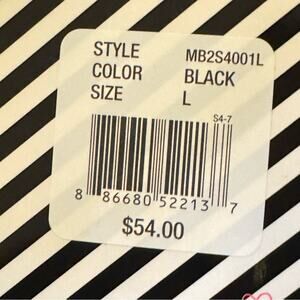 STYLE MB2S4001L
COLOR BLACK
SIZE L
S4-7
8 86680 52213 7
$54.00